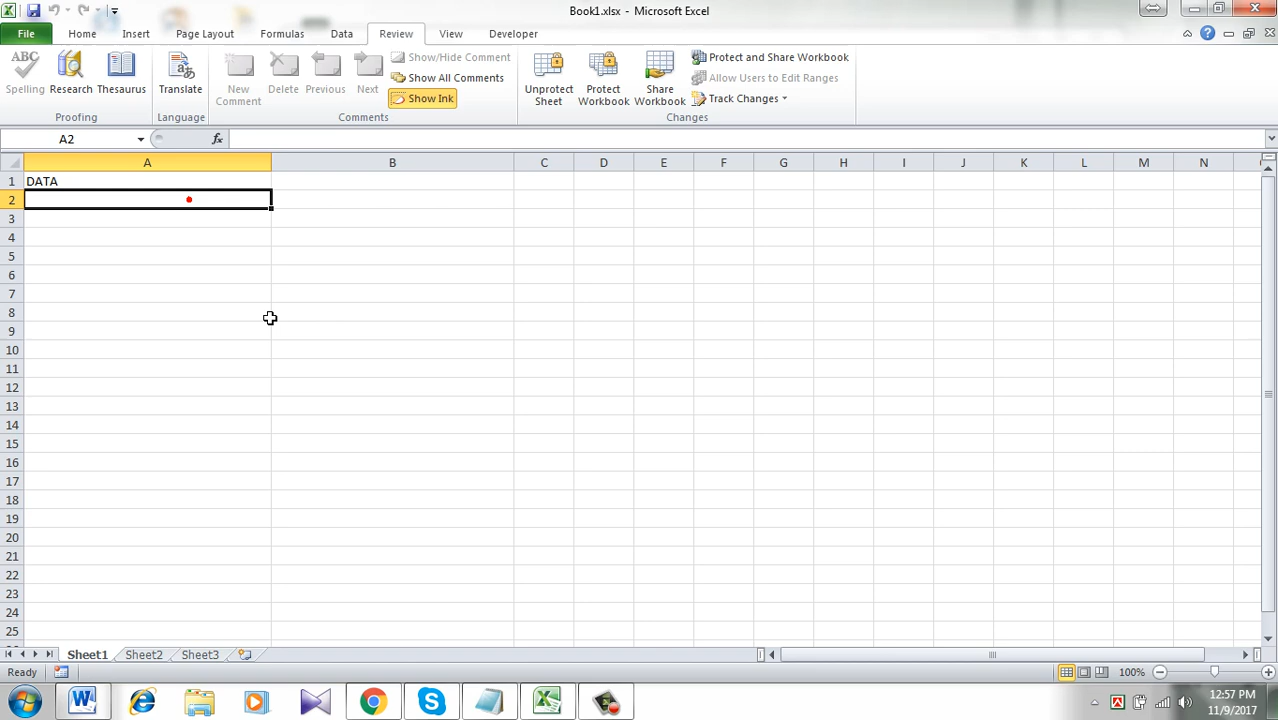 Book1.xlsx - Microsoft Excel
File Home Insert Page Layout Formulas Data Review View Developer
ABC
Spelling Research Thesaurus
Proofing
Translate
Language
New Comment Delete Previous Next
Show/Hide Comment
Show All Comments
Show Ink
Comments
Unprotect Sheet Protect Workbook Share Workbook
Protect and Share Workbook
Allow Users to Edit Ranges
Track Changes
Changes
A2 fx
A B C D E F G H I J K L M N
1 DATA
2
3
4
5
6
7
8
9
10
11
12
13
14
15
16
17
18
19
20
21
22
23
24
25
Sheet1 Sheet2 Sheet3
Ready 100%
12:57 PM
11/9/2017